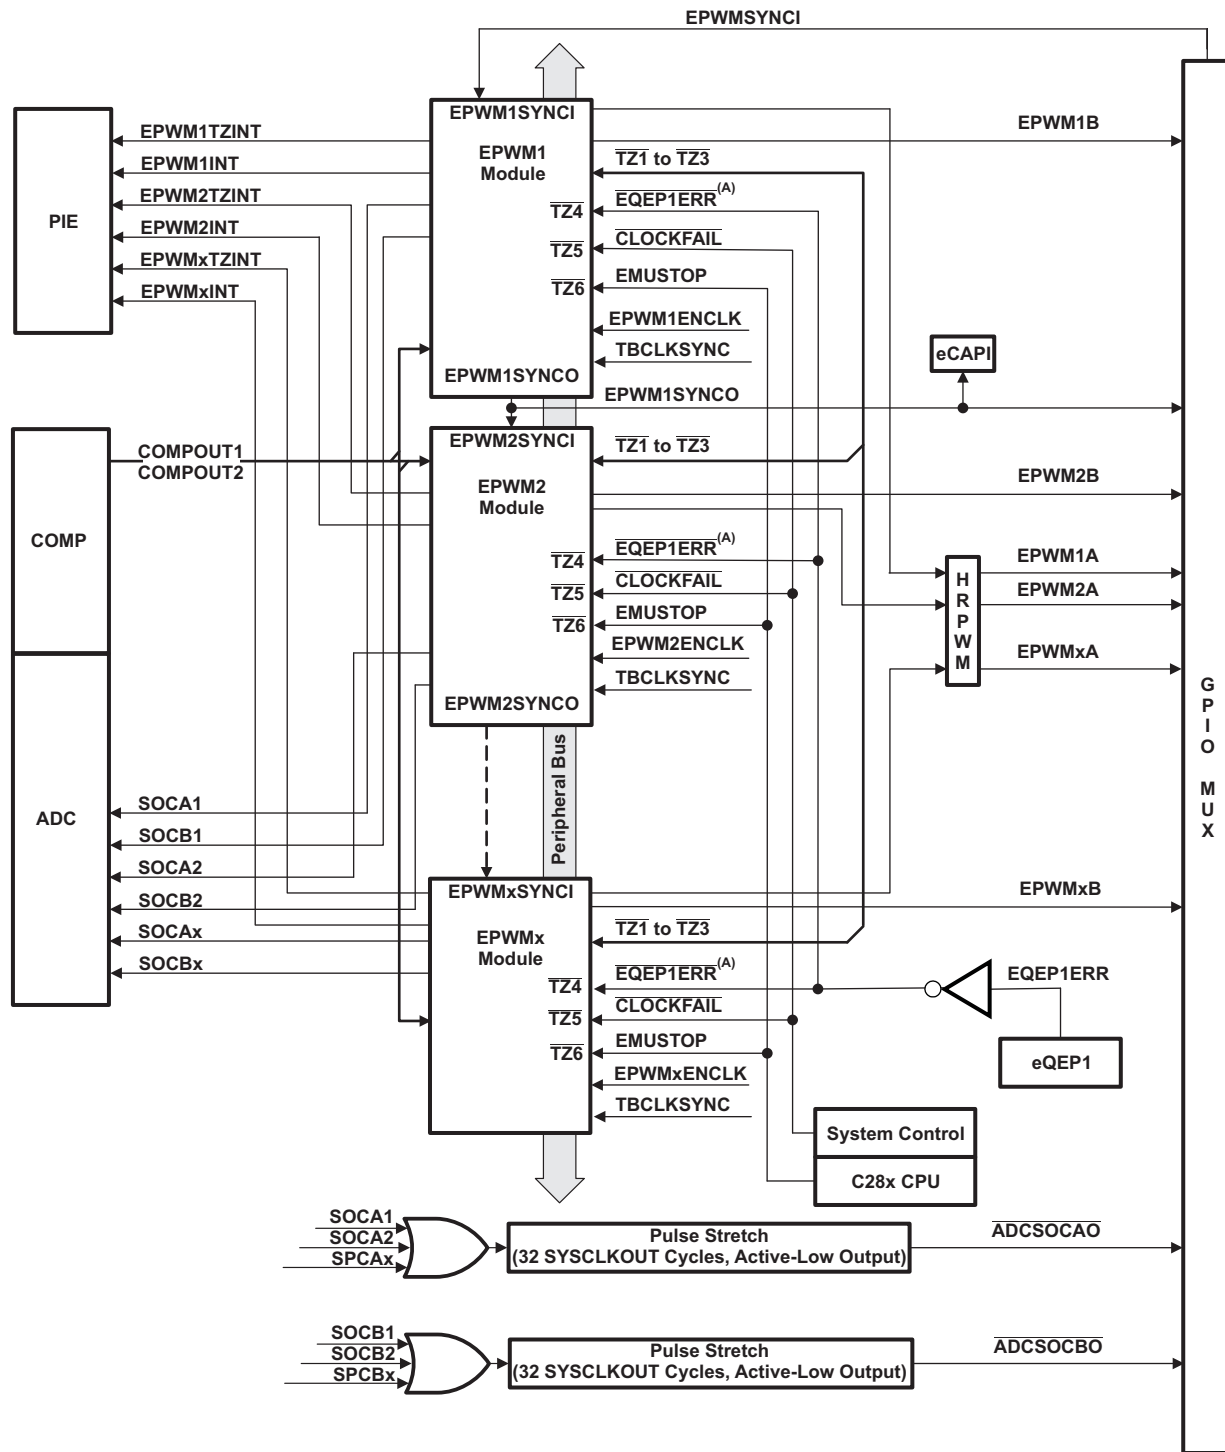 EPWMSYNCI
EPWM1SYNCI
EPWM1TZINT
EPWM1INT
EPWM2TZINT
EPWM2INT
EPWMxTZINT
EPWMxINT
PIE
EPWM1
Module
TZ1 to TZ3
EPWM1B
TZ4
EQEP1ERR(A)
TZ5
CLOCKFAIL
TZ6
EMUSTOP
EPWM1ENCLK
TBCLKSYNC
EPWM1SYNCO
eCAPI
EPWM1SYNCO
COMPOUT1
COMPOUT2
COMP
EPWM2SYNCI
TZ1 to TZ3
EPWM2
Module
EPWM2B
TZ4
EQEP1ERR(A)
TZ5
CLOCKFAIL
TZ6
EMUSTOP
EPWM2ENCLK
TBCLKSYNC
EPWM2SYNCO
HRPWM
EPWM1A
EPWM2A
EPWMxA
GPIO MUX
Peripheral Bus
ADC
SOCA1
SOCB1
SOCA2
SOCB2
SOCAx
SOCBx
EPWMxSYNCI
EPWMxB
EPWMx
Module
TZ1 to TZ3
TZ4
EQEP1ERR(A)
TZ5
CLOCKFAIL
TZ6
EMUSTOP
EPWMxENCLK
TBCLKSYNC
EQEP1ERR
eQEP1
System Control
C28x CPU
SOCA1
SOCA2
SPCAx
Pulse Stretch
(32 SYSCLKOUT Cycles, Active-Low Output)
ADCSOCAO
SOCB1
SOCB2
SPCBx
Pulse Stretch
(32 SYSCLKOUT Cycles, Active-Low Output)
ADCSOCBO